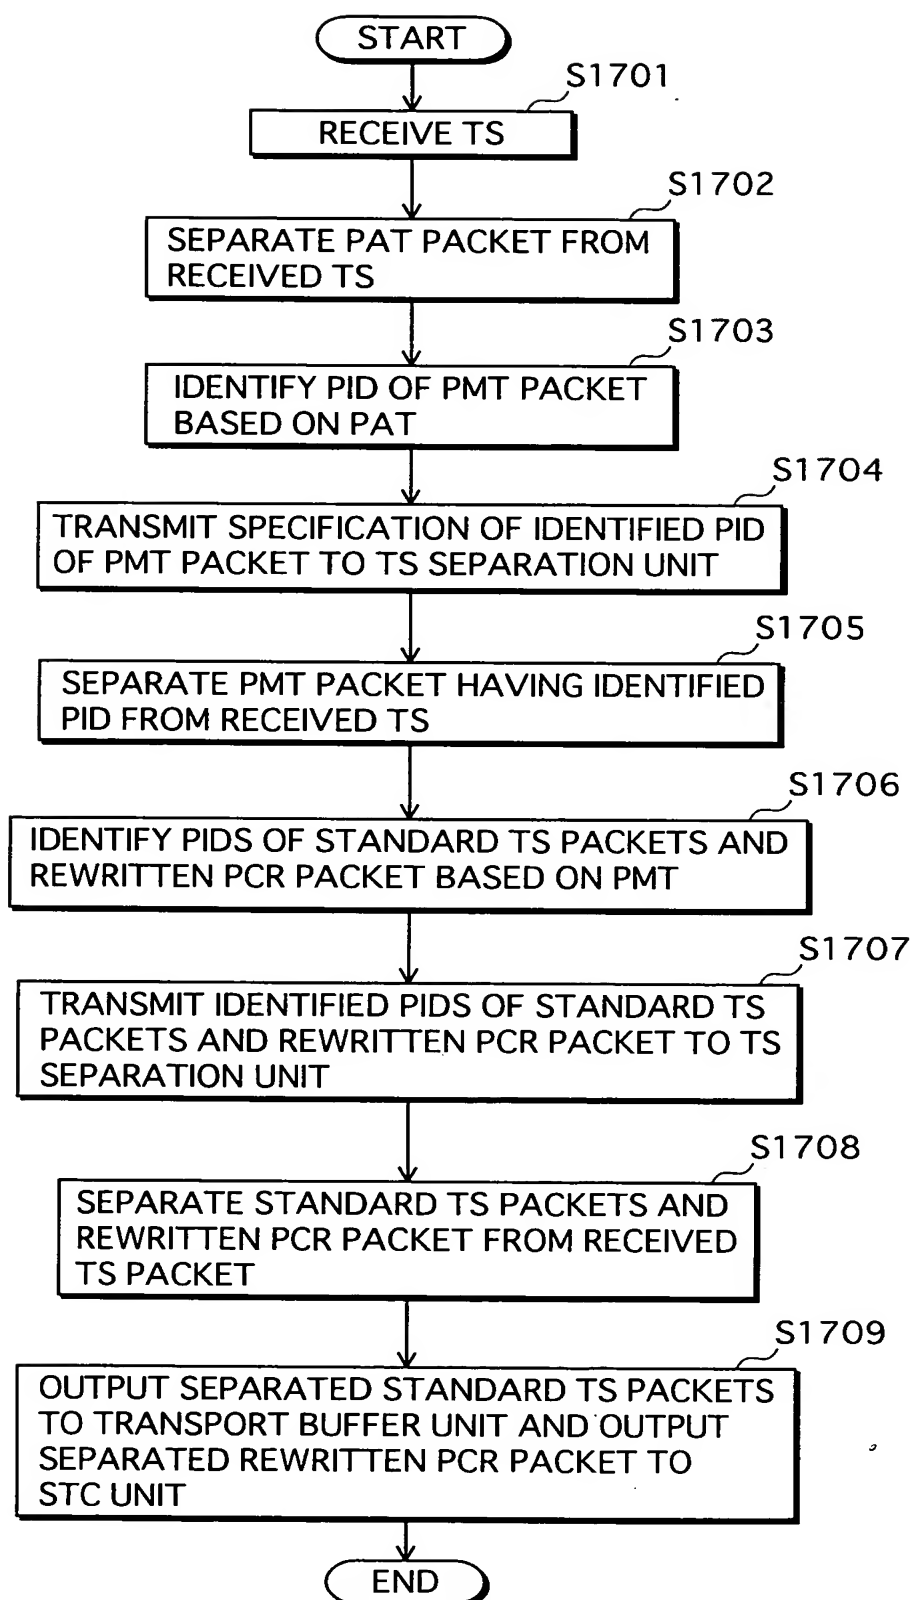 START
S1701
RECEIVE TS
S1702
SEPARATE PAT PACKET FROM
RECEIVED TS
S1703
IDENTIFY PID OF PMT PACKET
BASED ON PAT
S1704
TRANSMIT SPECIFICATION OF IDENTIFIED PID
OF PMT PACKET TO TS SEPARATION UNIT
S1705
SEPARATE PMT PACKET HAVING IDENTIFIED
PID FROM RECEIVED TS
S1706
IDENTIFY PIDS OF STANDARD TS PACKETS AND
REWRITTEN PCR PACKET BASED ON PMT
S1707
TRANSMIT IDENTIFIED PIDS OF STANDARD TS
PACKETS AND REWRITTEN PCR PACKET TO TS
SEPARATION UNIT
S1708
SEPARATE STANDARD TS PACKETS AND
REWRITTEN PCR PACKET FROM RECEIVED
TS PACKET
S1709
OUTPUT SEPARATED STANDARD TS PACKETS
TO TRANSPORT BUFFER UNIT AND OUTPUT
SEPARATED REWRITTEN PCR PACKET TO
STC UNIT
END